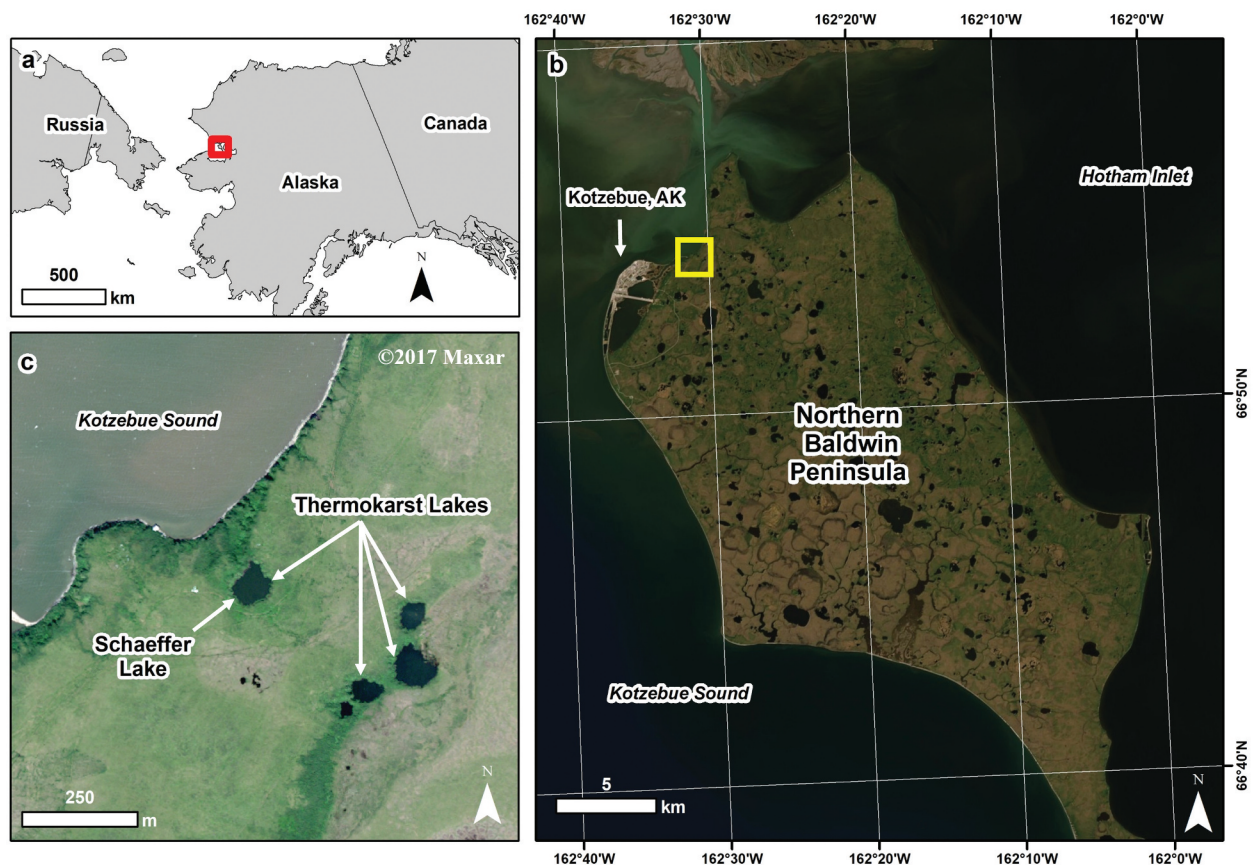 a
Russia
Canada
Alaska
500
km
N
c
©2017 Maxar
Kotzebue Sound
Thermokarst Lakes
Schaeffer
Lake
250
m
N
162°40'W
162°30'W
162°20'W
162°10'W
162°0'W
b
Kotzebue, AK
Hotham Inlet
66°50'N
Northern
Baldwin
Peninsula
Kotzebue Sound
66°40'N
5
km
N
162°40'W
162°30'W
162°20'W
162°10'W
162°0'W